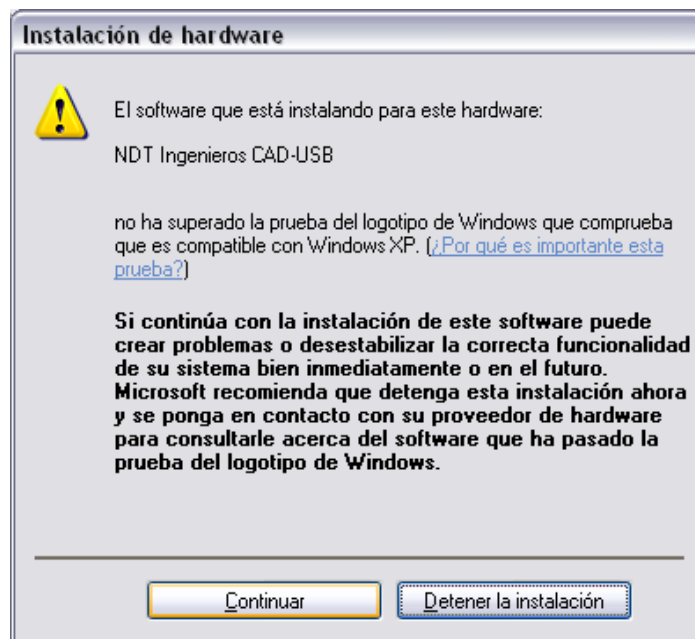 Instalación de hardware
El software que está instalando para este hardware:
NDT Ingenieros CAD-USB
no ha superado la prueba del logotipo de Windows que comprueba
que es compatible con Windows XP. (¿Por qué es importante esta
prueba?)
Si continúa con la instalación de este software puede
crear problemas o desestabilizar la correcta funcionalidad
de su sistema bien inmediatamente o en el futuro.
Microsoft recomienda que detenga esta instalación ahora
y se ponga en contacto con su proveedor de hardware
para consultarle acerca del software que ha pasado la
prueba del logotipo de Windows.
Continuar
Detener la instalación